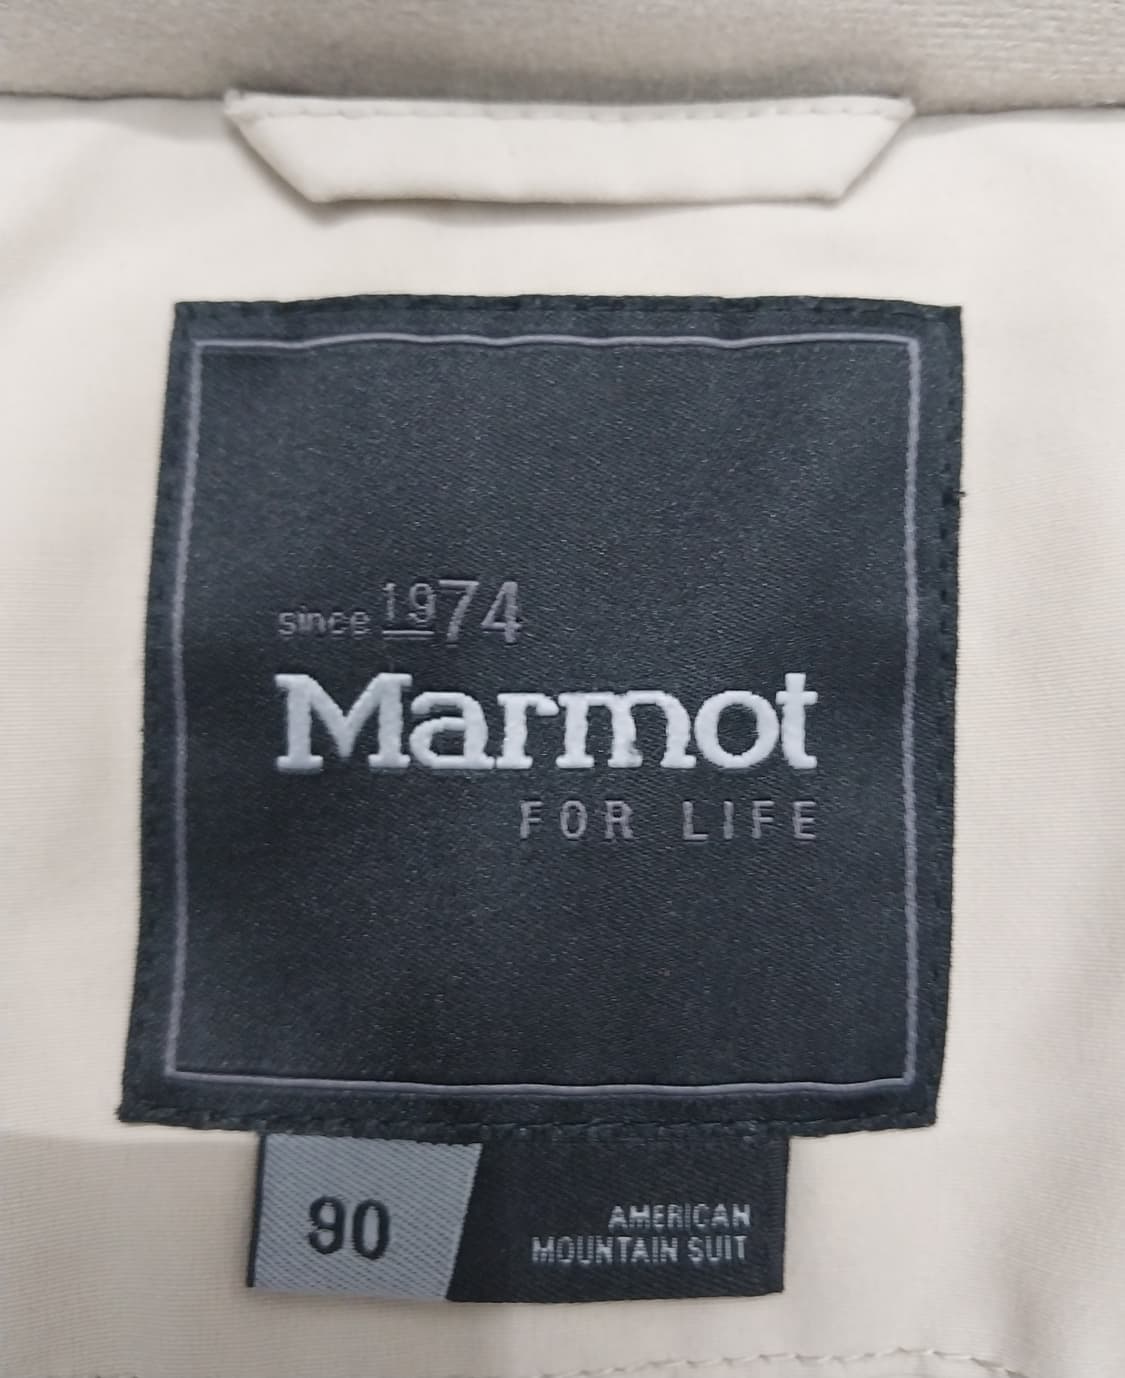 since 1974
Marmot
FOR LIFE
90
AMERICAN
MOUNTAIN SUIT